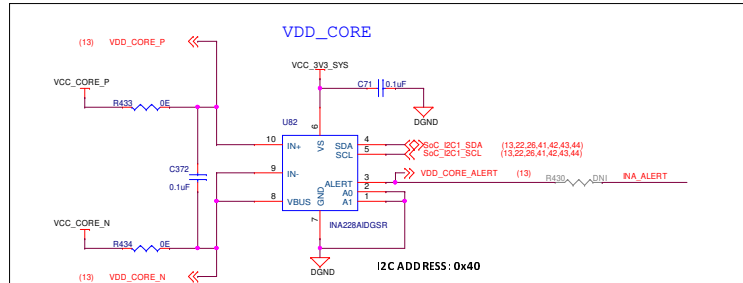 VDD_CORE
(13) VDD_CORE_P
VCC_3V3_SYS
VCC_CORE_P
C71 0.1uF
R433 0E
DGND
U82
6
VS
10 IN+
SDA 4 SoC_I2C1_SDA (13,22,26,41,42,43,44)
SCL 5 SoC_I2C1_SCL (13,22,26,41,42,43,44)
C372
0.1uF
9 IN-
VDD_CORE_ALERT (13)
ALERT 3
R430 DNI INA_ALERT
A0 2
8 VBUS
GND
A1 1
VCC_CORE_N
7
INA228AIDGSR
R434 0E
DGND
I2C ADDRESS: 0x40
(13) VDD_CORE_N